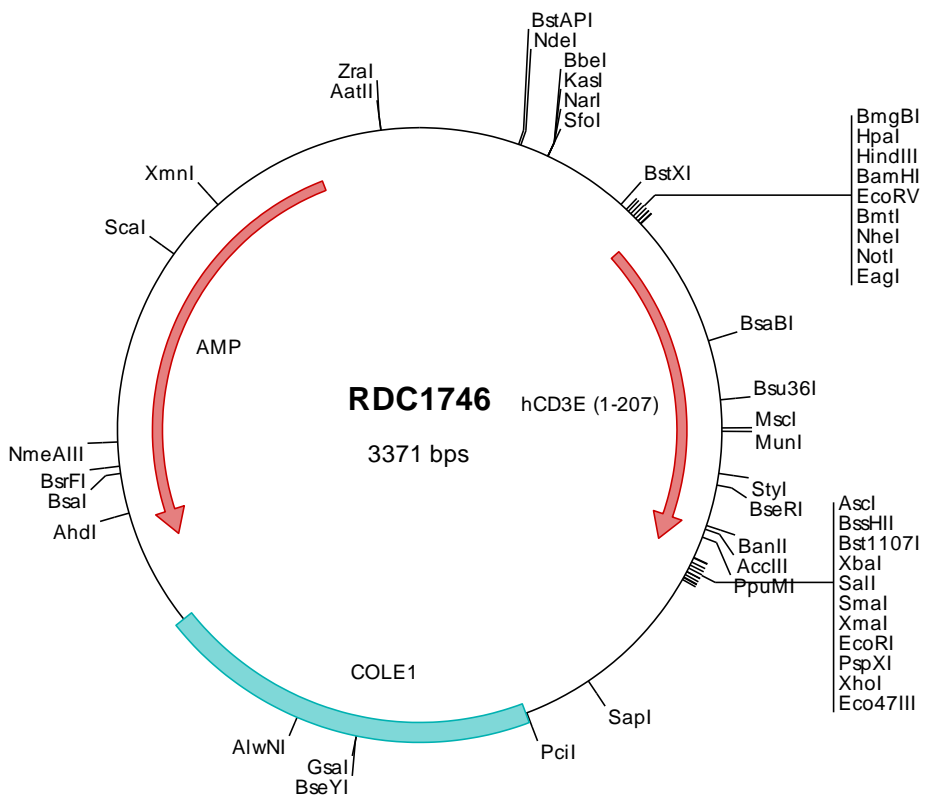 BstAPI
NdeI
BbeI
KasI
NarI
SfoI
ZraI
AatII
BmgBI
HpaI
HindIII
BamHI
EcoRV
BmtI
NheI
NotI
EagI
BstXI
XmnI
ScaI
BsaBI
AMP
RDC1746
hCD3E (1-207)
3371 bps
Bsu36I
MscI
MunI
NmeAIII
BsrFI
BsaI
AhdI
StyI
BseRI
BanII
AccIII
PpuMI
AscI
BssHII
Bst1107I
XbaI
SalI
SmaI
XmaI
EcoRI
PspXI
XhoI
Eco47III
COLE1
SapI
PciI
AlwNI
GsaI
BseYI